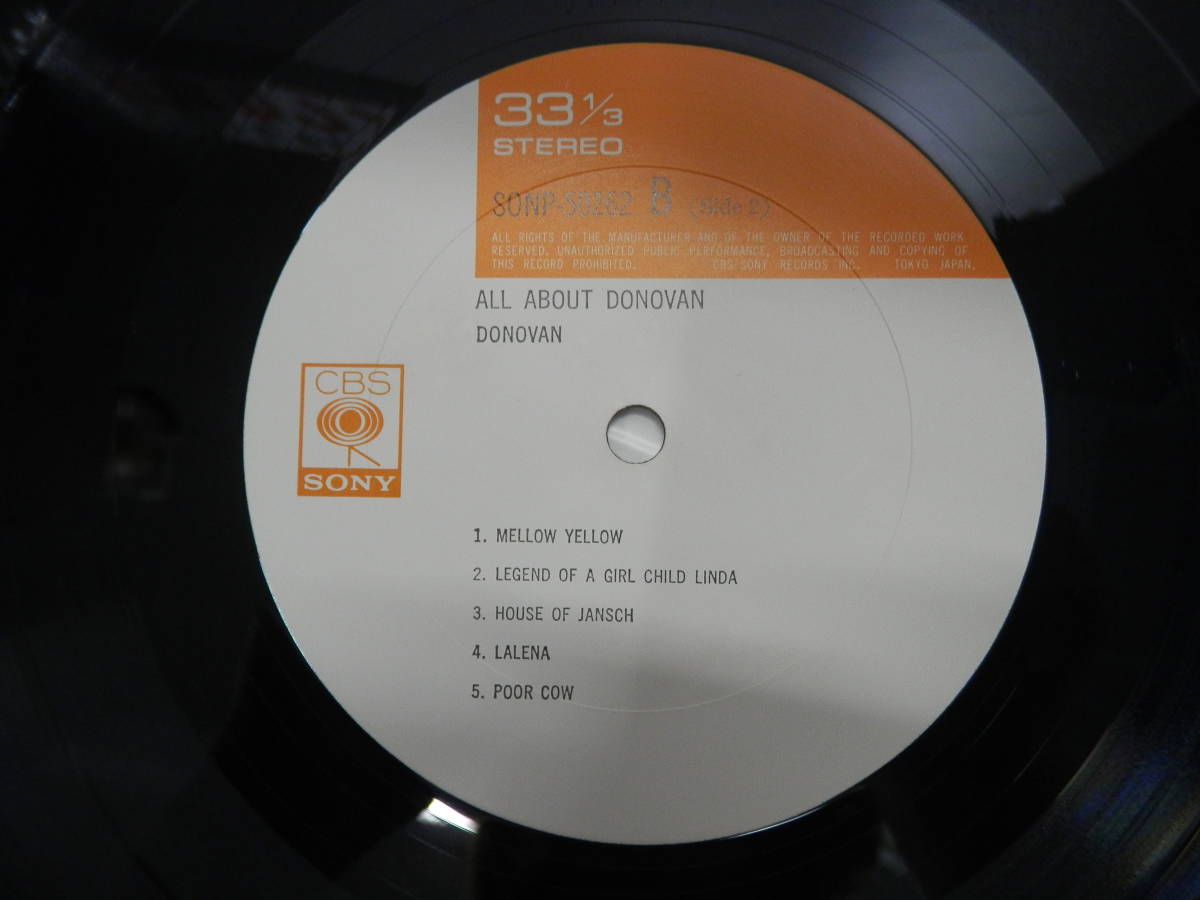 33 1/3
STEREO
SONP-50262 B (Side 2)
ALL RIGHTS OF THE MANUFACTURER AND OF THE OWNER OF THE RECORDED WORK
RESERVED. UNAUTHORIZED PUBLIC PERFORMANCE, BROADCASTING AND COPYING OF
THIS RECORD PROHIBITED. CBS/SONY RECORDS INC. TOKYO JAPAN.
ALL ABOUT DONOVAN
DONOVAN
CBS
SONY
1. MELLOW YELLOW
2. LEGEND OF A GIRL CHILD LINDA
3. HOUSE OF JANSCH
4. LALENA
5. POOR COW